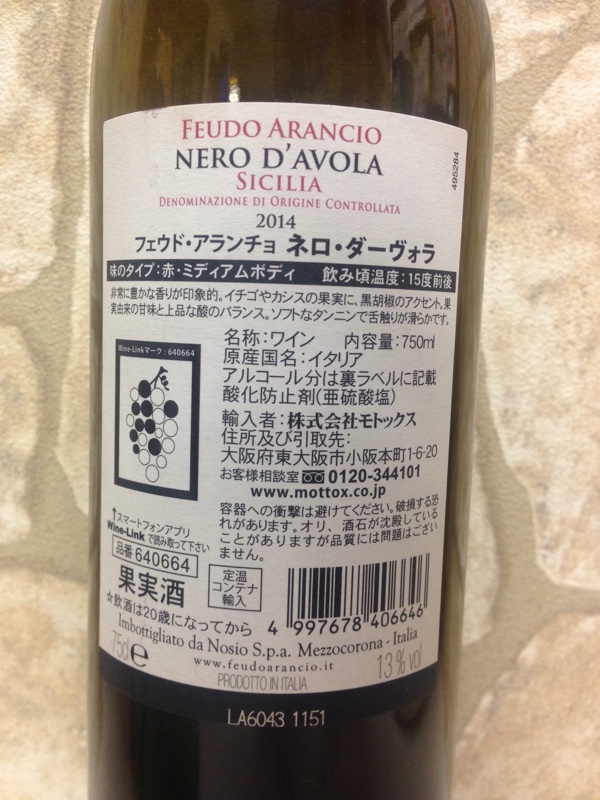 FEUDO ARANCIO
NERO D'AVOLA
SICILIA
DENOMINAZIONE DI ORIGINE CONTROLLATA
2014
495284
フェウド・アランチョ ネロ・ダーヴォラ
味のタイプ:赤・ミディアムボディ 飲み頃温度:15度前後
非常に豊かな香りが印象的。イチゴやカシスの果実に、黒胡椒のアクセント。果
実由来の甘味と上品な酸のバランス。ソフトなタンニンで舌触りが滑らかです。
Wine-Linkマーク:640664
名称:ワイン 内容量:750ml
原産国名:イタリア
アルコール分は裏ラベルに記載
酸化防止剤(亜硫酸塩)
輸入者:株式会社モトックス
住所及び引取先:
大阪府東大阪市小阪本町1-6-20
お客様相談室 0120-344101
www.mottox.co.jp
容器への衝撃は避けてください。破損する恐
れがあります。オリ、酒石が沈殿している
ことがありますが品質には問題はござい
ません。
↑スマートフォンアプリ
Wine-Linkで読み取って下さい
品番640664
果実酒
定温
コンテナ
輸入
☆飲酒は20歳になってから
4 997678 406646
Imbottigliato da Nosio S.p.a. Mezzocorona - Italia
75cl e
www.feudoarancio.it
13% vol
PRODOTTO IN ITALIA
LA6043 1151